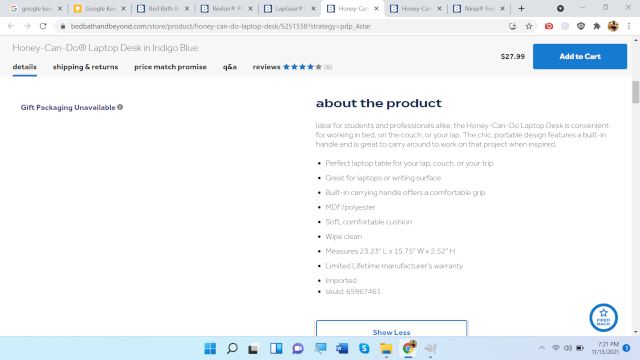 google kee
Google Kee
Bed Bath B
Revlon® Pr
LapGear®
Honey-Can
Honey-Can
Ninja® Fre
bedbathandbeyond.com/store/product/honey-can-do-laptop-desk/5251558?strategy=pdp_4star
Honey-Can-Do® Laptop Desk in Indigo Blue
$27.99
Add to Cart
details
shipping & returns
price match promise
q&a
reviews
(8)
Gift Packaging Unavailable
about the product
Ideal for students and professionals alike, the Honey-Can-Do Laptop Desk is convenient
for working in bed, on the couch, or your lap. The chic, portable design features a built-in
handle and is great to carry around to work on that project when inspired.
• Perfect laptop table for your lap, couch, or your trip
• Great for laptops or writing surface
• Built-in carrying handle offers a comfortable grip
• MDF/polyester
• Soft, comfortable cushion
• Wipe clean
• Measures 23.23" L x 15.75" W x 2.52" H
• Limited Lifetime manufacturer's warranty
• Imported
• skuId: 65967461
Show Less
FEED
BACK
7:21 PM
11/13/2021